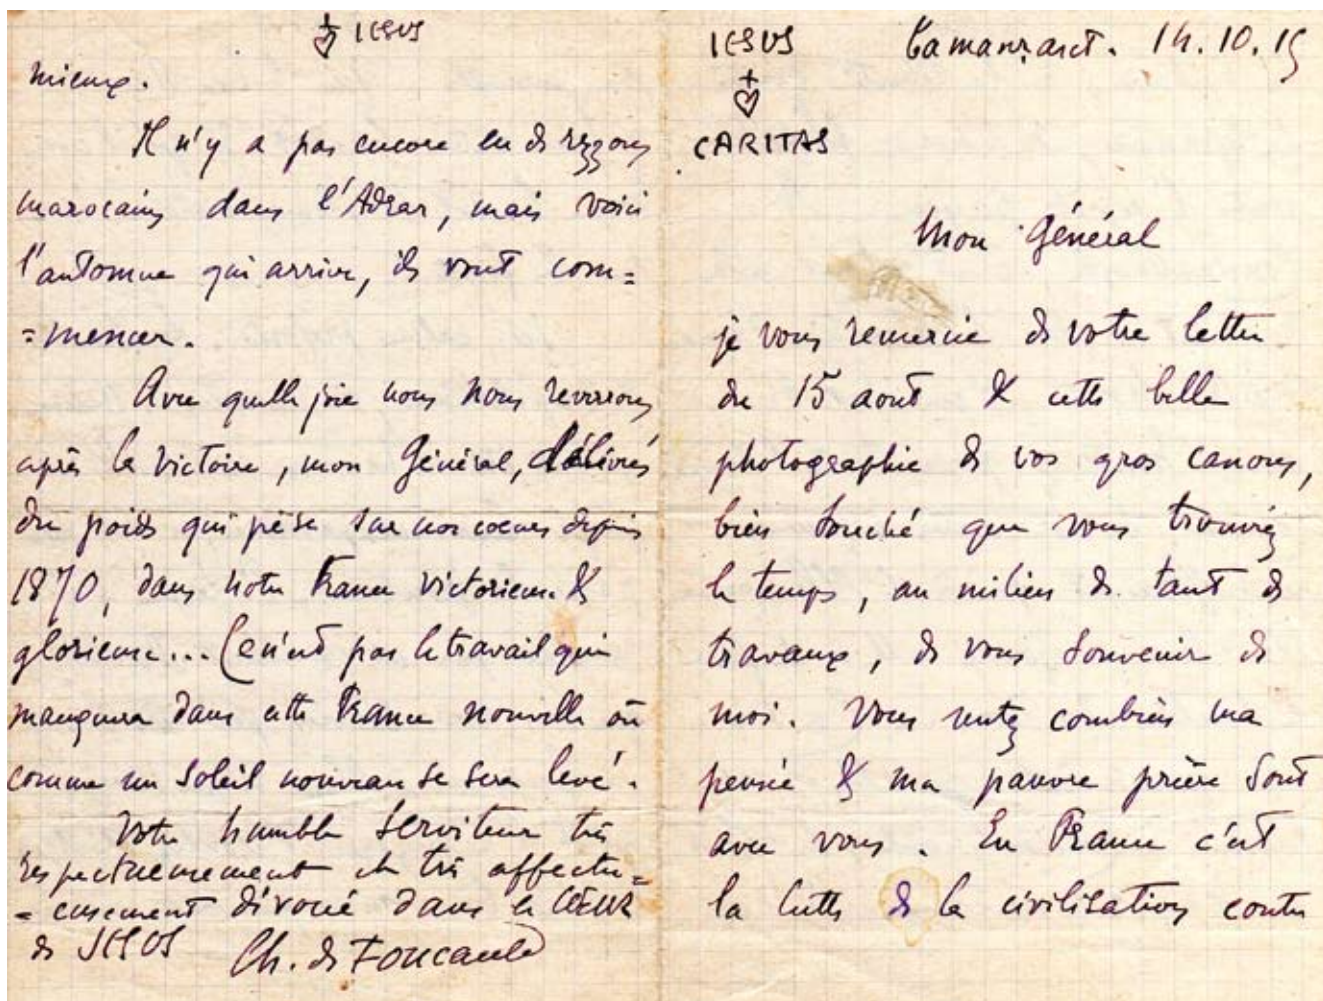 IESUS
CARITAS
Tamanrasset. 14.10.15
Mon Général
je vous remercie de votre lettre
du 15 aout & cette belle
photographie de vos gros canons,
bien touché que vous trouviez
le temps, au milieu de tant de
travaux, de vous souvenir de
moi. Vous sentez combien ma
pensée & ma pauvre prière sont
avec vous. En France c'est
la lutte de la civilisation contre
IESUS
mieux.
Il n'y a pas encore eu de rezzous
marocains dans l'Adrar, mais voici
l'automne qui arrive, ils vont com=
=mencer.
Avec quelle joie nous nous reverrons
après la victoire, mon Général, délivrés
du poids qui pèse sur nos coeurs depuis
1870, dans notre France victorieuse &
glorieuse... Ce n'est pas le travail qui
manquera dans cette France nouvelle où
comme un soleil nouveau se sera levé.
Votre humble serviteur très
respectueusement et très affectu=
=eusement dévoué dans le CŒUR
de JESUS Ch. de Foucauld